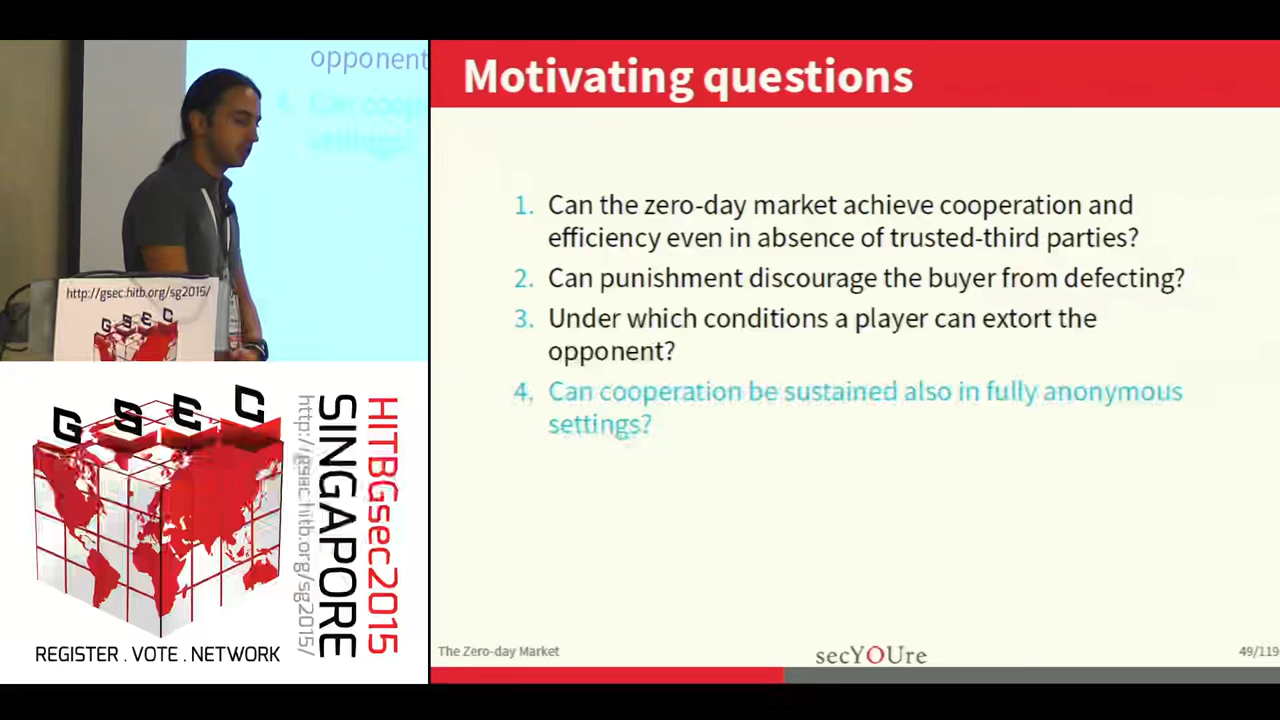 opponent
Can coop
settings?
http://gsec.hitb.org/sg2015/
G S E C
G S E C
HITBGsec2015
SINGAPORE
http://gsec.hitb.org/sg2015/
REGISTER . VOTE . NETWORK
Motivating questions
1. Can the zero-day market achieve cooperation and
efficiency even in absence of trusted-third parties?
2. Can punishment discourage the buyer from defecting?
3. Under which conditions a player can extort the
opponent?
4. Can cooperation be sustained also in fully anonymous
settings?
The Zero-day Market
secYOUre
49/119